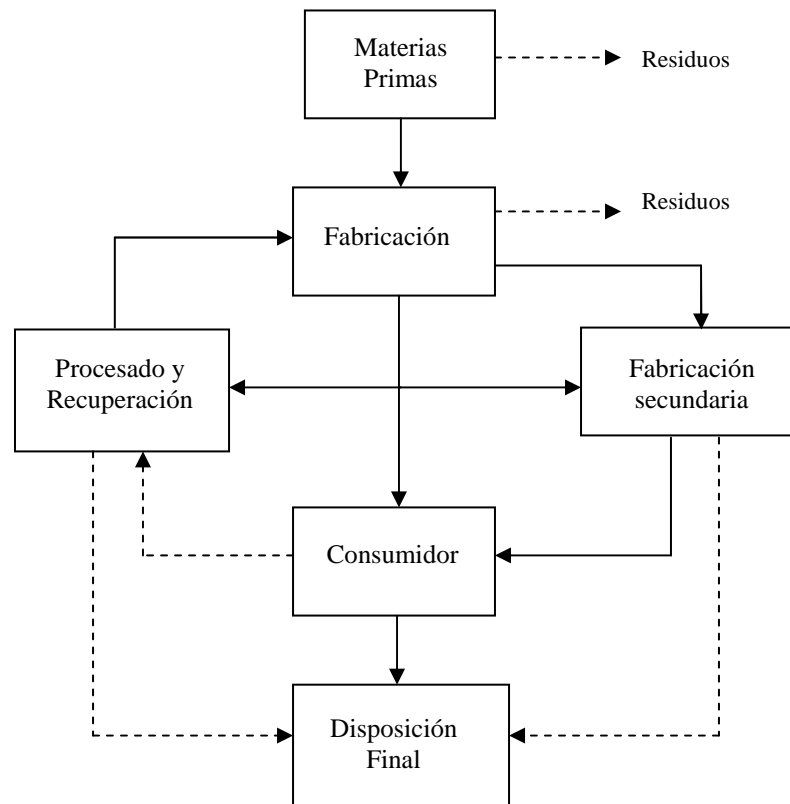 Materias
Primas
Residuos
Residuos
Fabricación
Procesado y
Recuperación
Fabricación
secundaria
Consumidor
Disposición
Final